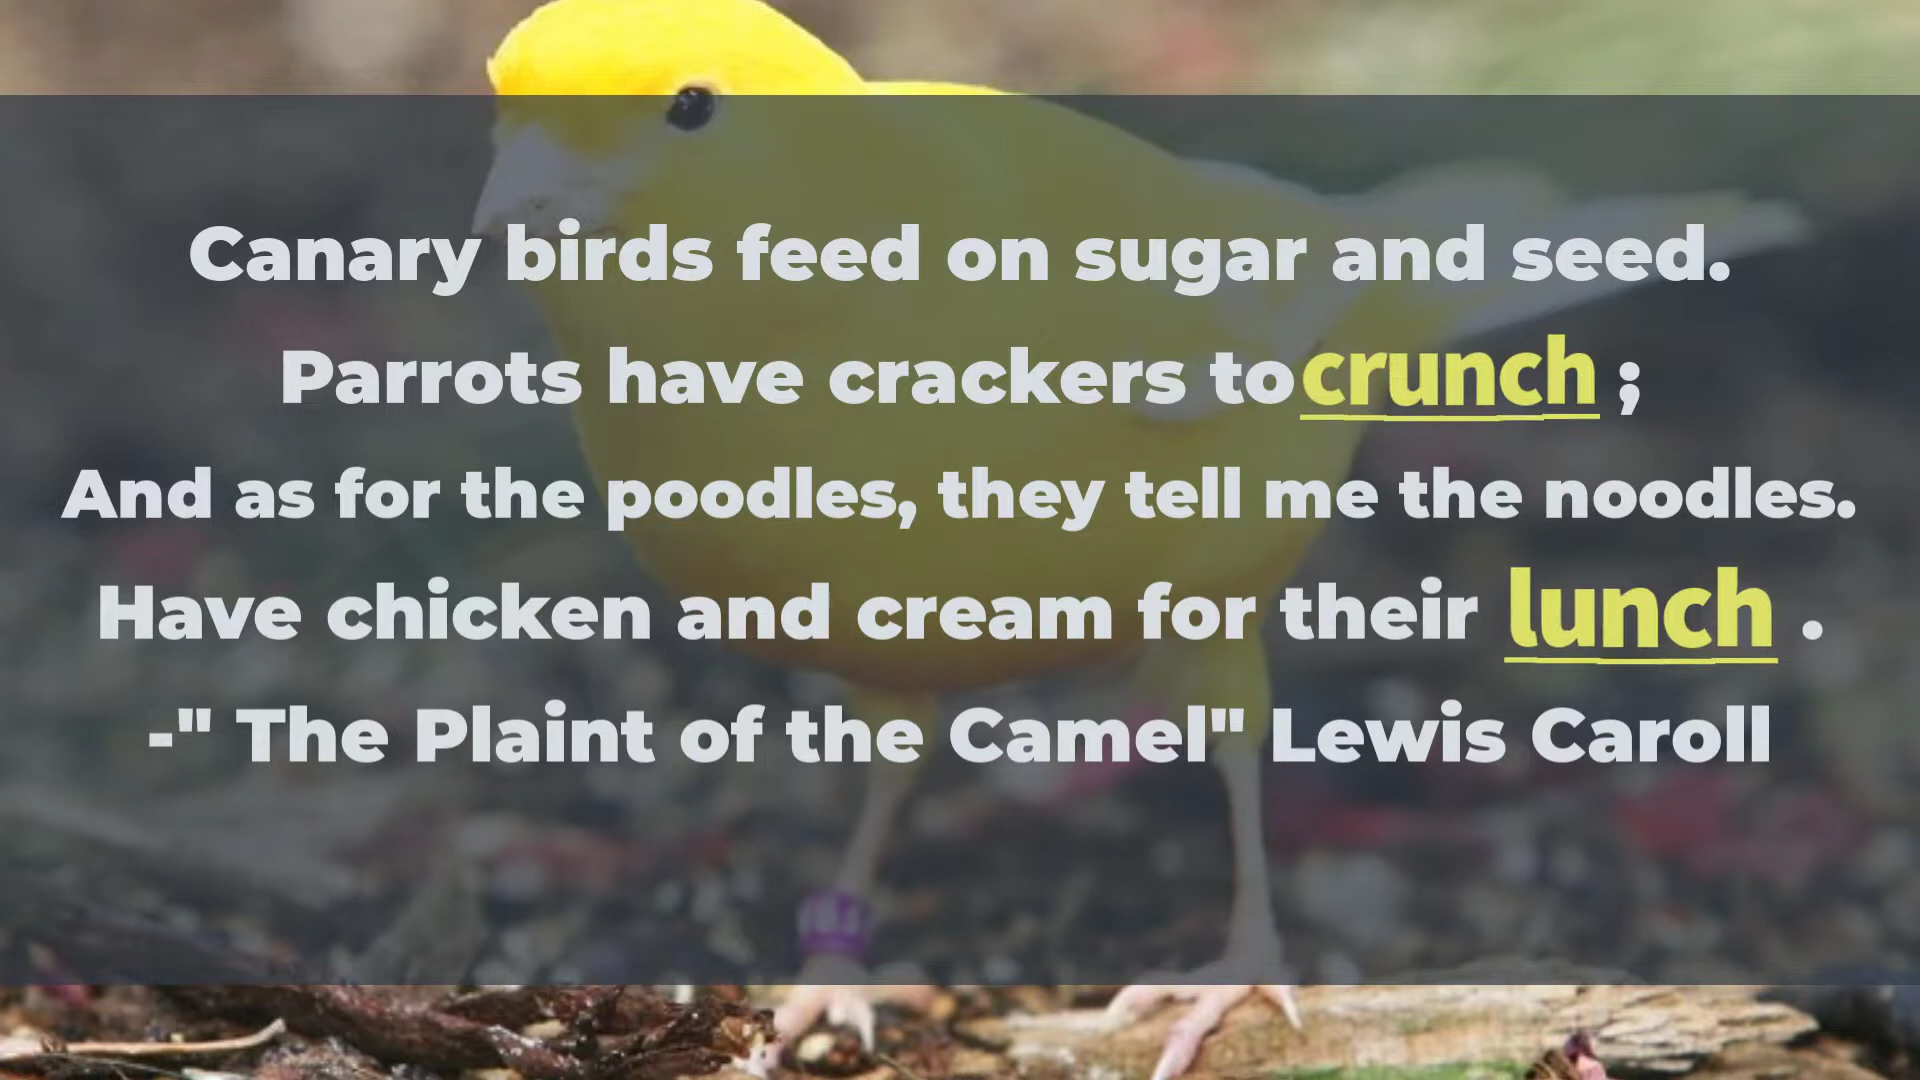 Canary birds feed on sugar and seed.
Parrots have crackers to crunch ;
And as for the poodles, they tell me the noodles.
Have chicken and cream for their lunch .
-" The Plaint of the Camel" Lewis Caroll